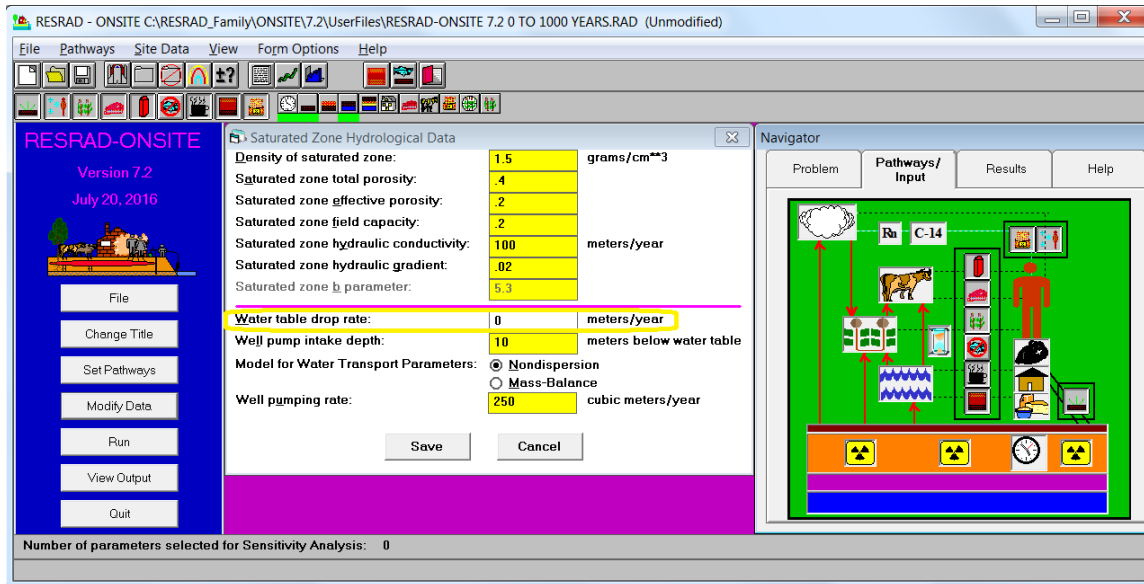 RESRAD - ONSITE C:\RESRAD_Family\ONSITE\7.2\UserFiles\RESRAD-ONSITE 7.2 0 TO 1000 YEARS.RAD (Unmodified)
File Pathways Site Data View Form Options Help
±?
RESRAD-ONSITE
Version 7.2
July 20, 2016
File
Change Title
Set Pathways
Modify Data
Run
View Output
Quit
Saturated Zone Hydrological Data
Density of saturated zone: 1.5 grams/cm**3
Saturated zone total porosity: .4
Saturated zone effective porosity: .2
Saturated zone field capacity: .2
Saturated zone hydraulic conductivity: 100 meters/year
Saturated zone hydraulic gradient: .02
Saturated zone b parameter: 5.3
Water table drop rate: 0 meters/year
Well pump intake depth: 10 meters below water table
Model for Water Transport Parameters: Nondispersion
Mass-Balance
Well pumping rate: 250 cubic meters/year
Save Cancel
Navigator
Problem Pathways/ Input Results Help
Rn C-14
Number of parameters selected for Sensitivity Analysis: 0